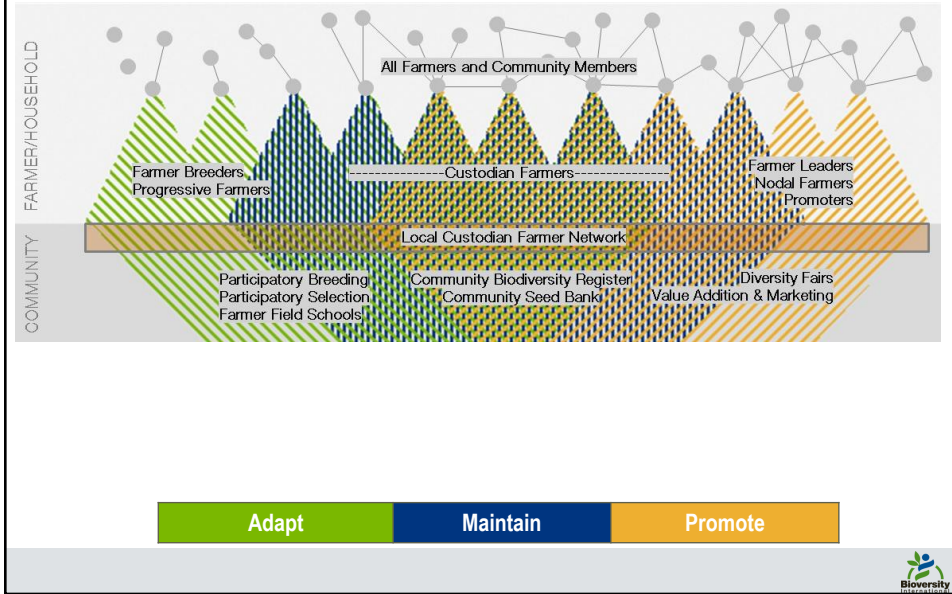 FARMER/HOUSEHOLD
All Farmers and Community Members
Farmer Breeders
Progressive Farmers
Custodian Farmers
Farmer Leaders
Nodal Farmers
Promoters
COMMUNITY
Local Custodian Farmer Network
Participatory Breeding
Participatory Selection
Farmer Field Schools
Community Biodiversity Register
Community Seed Bank
Diversity Fairs
Value Addition & Marketing
Adapt
Maintain
Promote
Bioversity
International